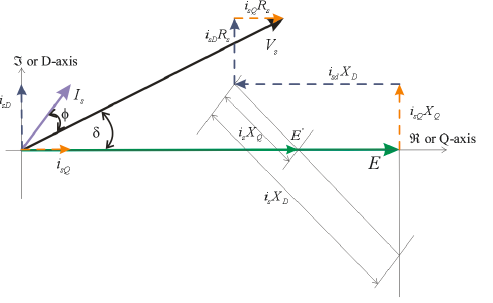 i_sQ R_s
i_sD R_s
V_s
ℑ or D-axis
i_sd X_D
I_s
i_sD
ϕ
δ
i_s X_Q
E'
i_sQ X_Q
ℜ or Q-axis
i_sQ
E
i_s X_D